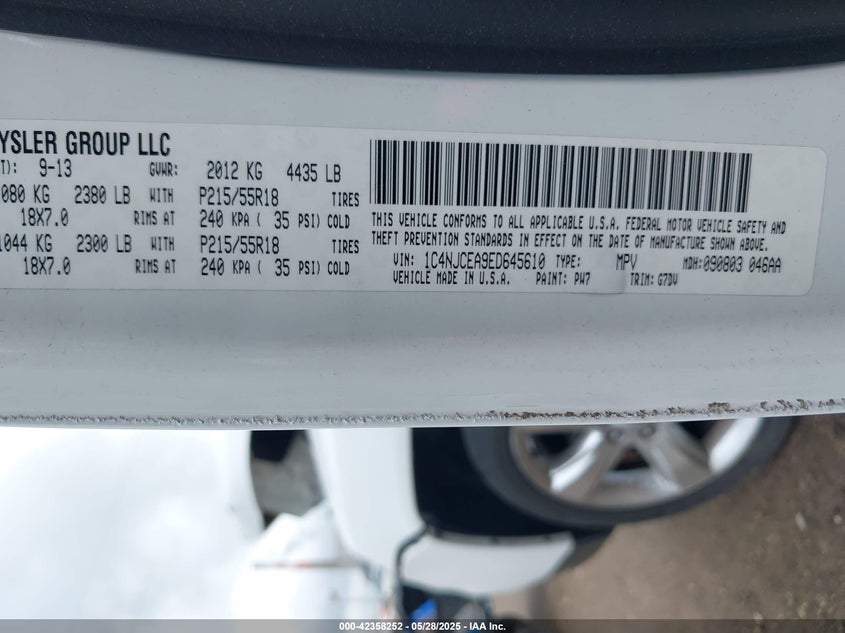 YSLER GROUP LLC
T): 9-13 GVWR: 2012 KG 4435 LB
080 KG 2380 LB WITH P215/55R18 TIRES
18X7.0 RIMS AT 240 KPA ( 35 PSI) COLD
1044 KG 2300 LB WITH P215/55R18 TIRES
18X7.0 RIMS AT 240 KPA ( 35 PSI) COLD
THIS VEHICLE CONFORMS TO ALL APPLICABLE U.S.A. FEDERAL MOTOR VEHICLE SAFETY AND
THEFT PREVENTION STANDARDS IN EFFECT ON THE DATE OF MANUFACTURE SHOWN ABOVE.
VIN: 1C4NJCEA9ED645610 TYPE: MPV MDH:090803 046AA
VEHICLE MADE IN U.S.A. PAINT: PW7 TRIM: G7DV
000-42358252 - 05/28/2025 - IAA Inc.